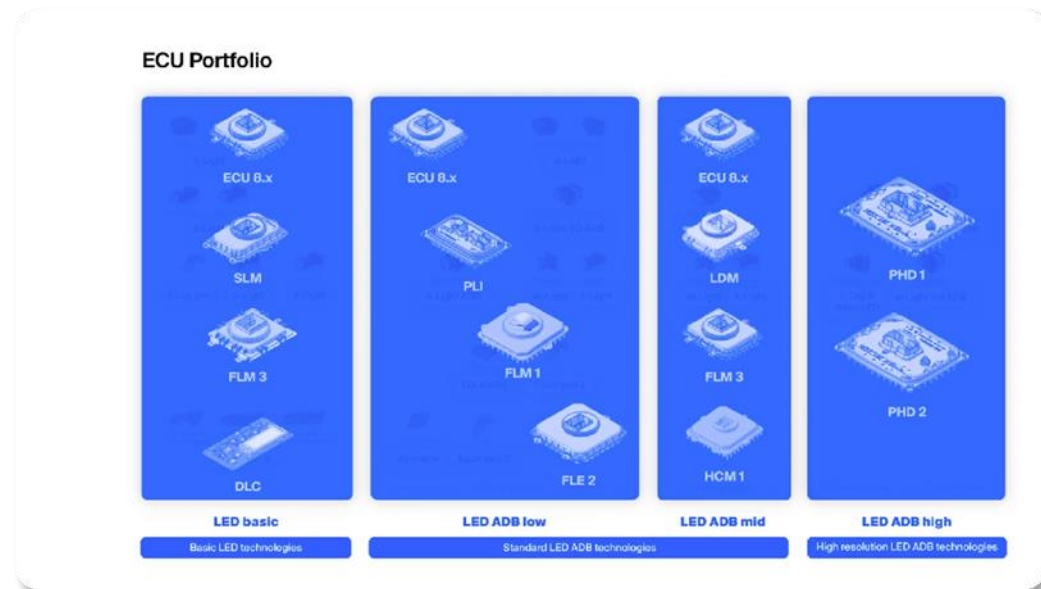 ECU Portfolio
ECU 8.x
SLM
FLM 3
DLC
ECU 8.x
PLI
FLM 1
FLE 2
ECU 8.x
LDM
FLM 3
HCM 1
PHD 1
PHD 2
LED basic
LED ADB low
LED ADB mid
LED ADB high
Basic LED technologies
Standard LED ADB technologies
High resolution LED ADB technologies